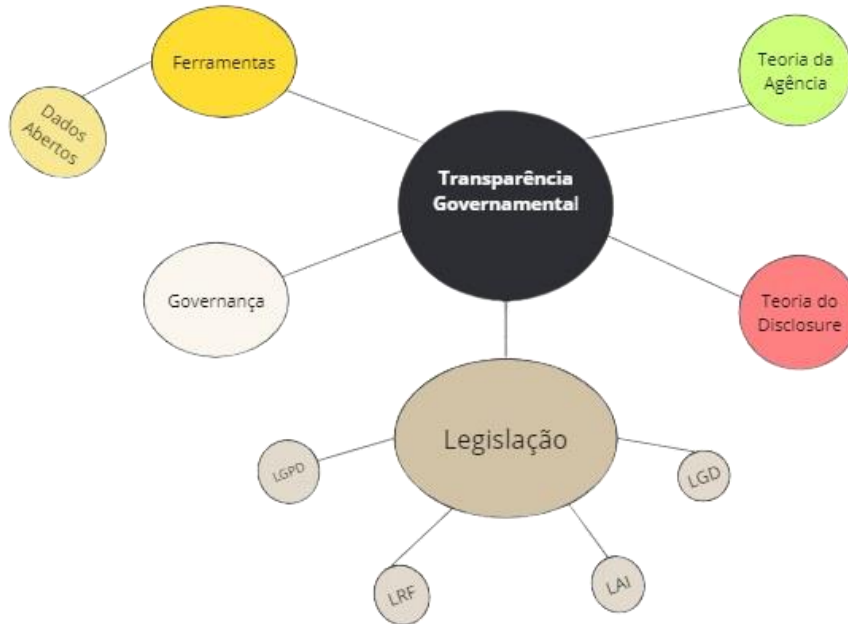 Ferramentas
Teoria da
Agência
Dados
Abertos
Transparência
Governamental
Governança
Teoria do
Disclosure
Legislação
LGPD
LGD
LRF
LAI